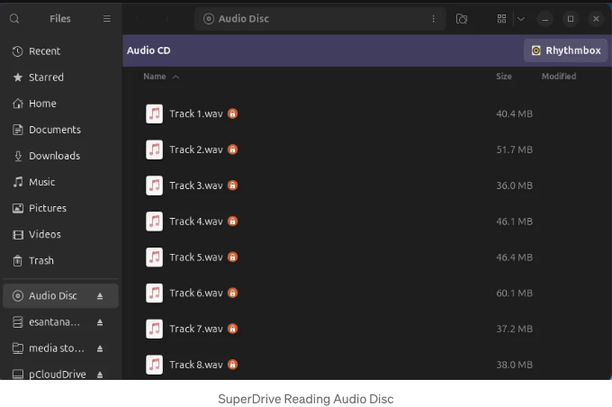 Files
Audio Disc
Audio CD
Rhythmbox
Name
Size
Modified
Recent
Starred
Home
Documents
Downloads
Music
Pictures
Videos
Trash
Audio Disc
esantana...
media sto...
pCloudDrive
Track 1.wav 40.4 MB
Track 2.wav 51.7 MB
Track 3.wav 36.0 MB
Track 4.wav 46.1 MB
Track 5.wav 46.4 MB
Track 6.wav 60.1 MB
Track 7.wav 37.2 MB
Track 8.wav 38.0 MB
SuperDrive Reading Audio Disc